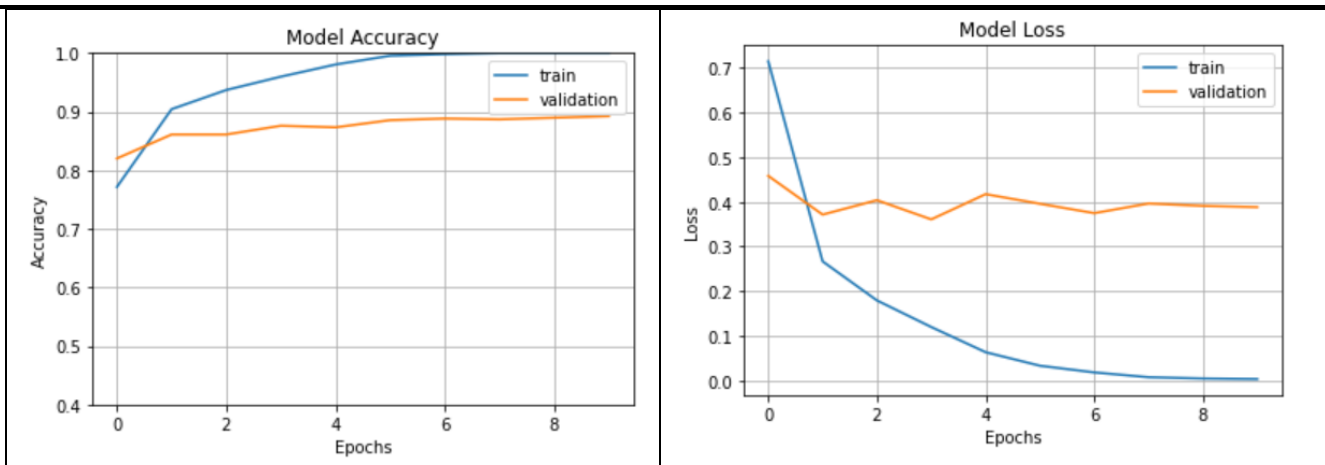 Model Accuracy
1.0
0.9
0.8
0.7
0.6
0.5
0.4
Accuracy
train
validation
0 2 4 6 8
Epochs
Model Loss
0.7
0.6
0.5
0.4
0.3
0.2
0.1
0.0
Loss
train
validation
0 2 4 6 8
Epochs